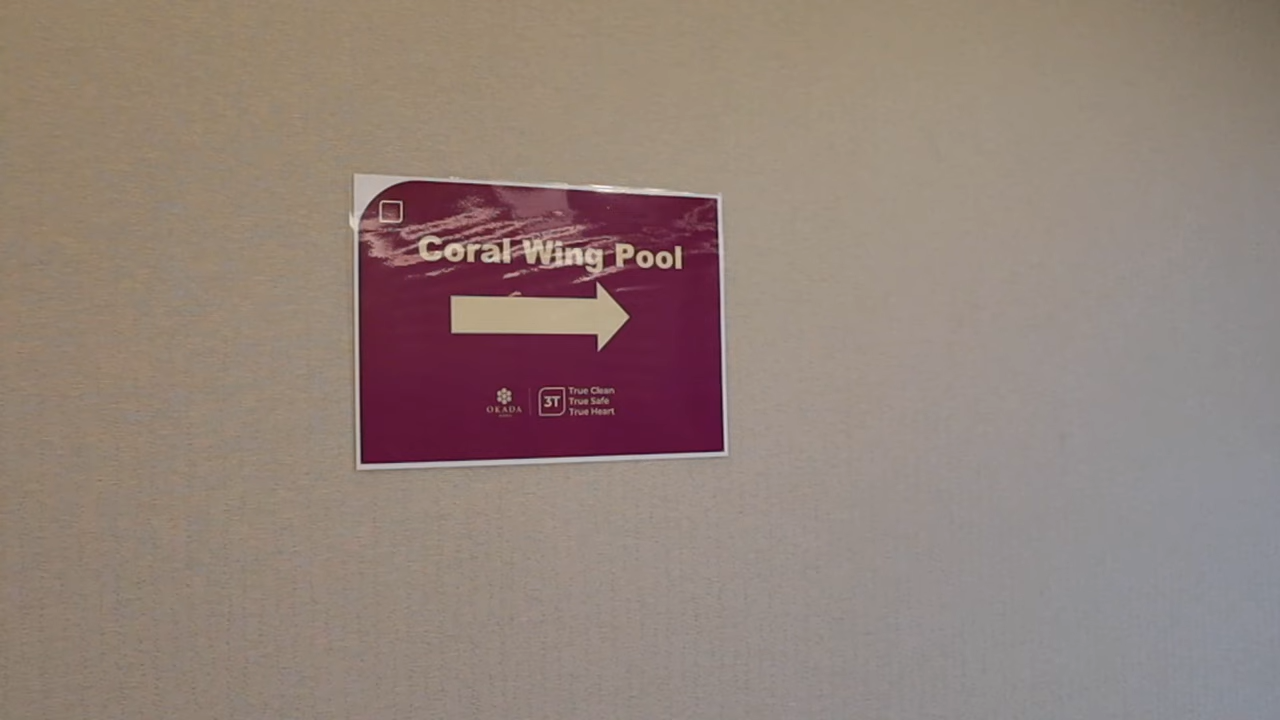 Coral Wing Pool
OKADA
3T
True Clean
True Safe
True Heart